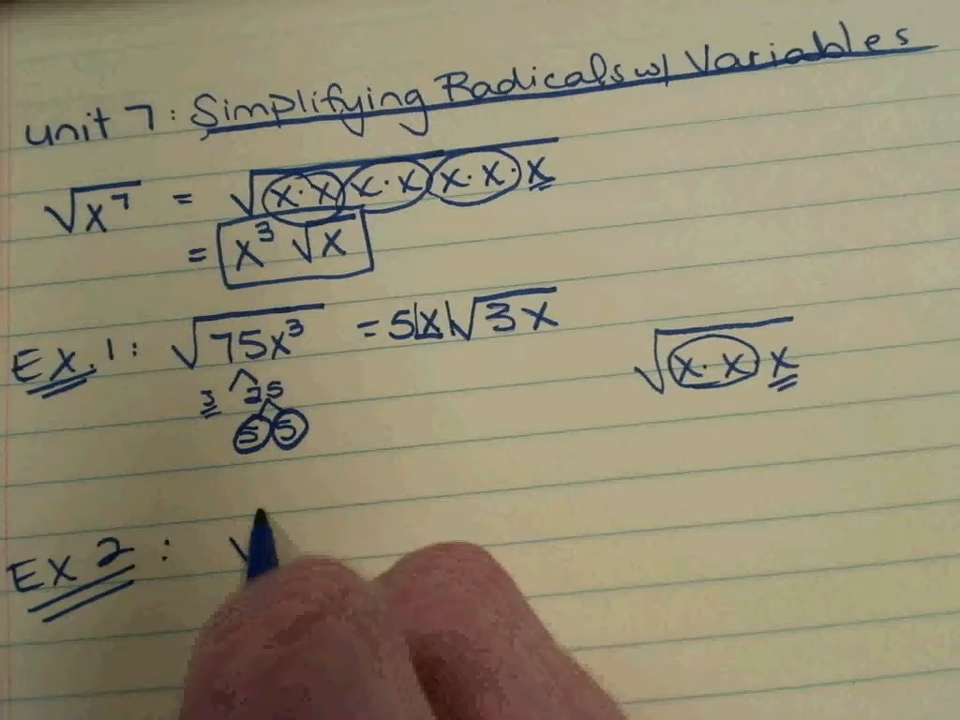 Unit 7: Simplifying Radicals w/ Variables
√x⁷ = √x·x x·x x·x·x
= x³ √x
Ex. 1: √75x³ = 5|x|√3x
√x·x x
3 25
5 5
Ex 2: √